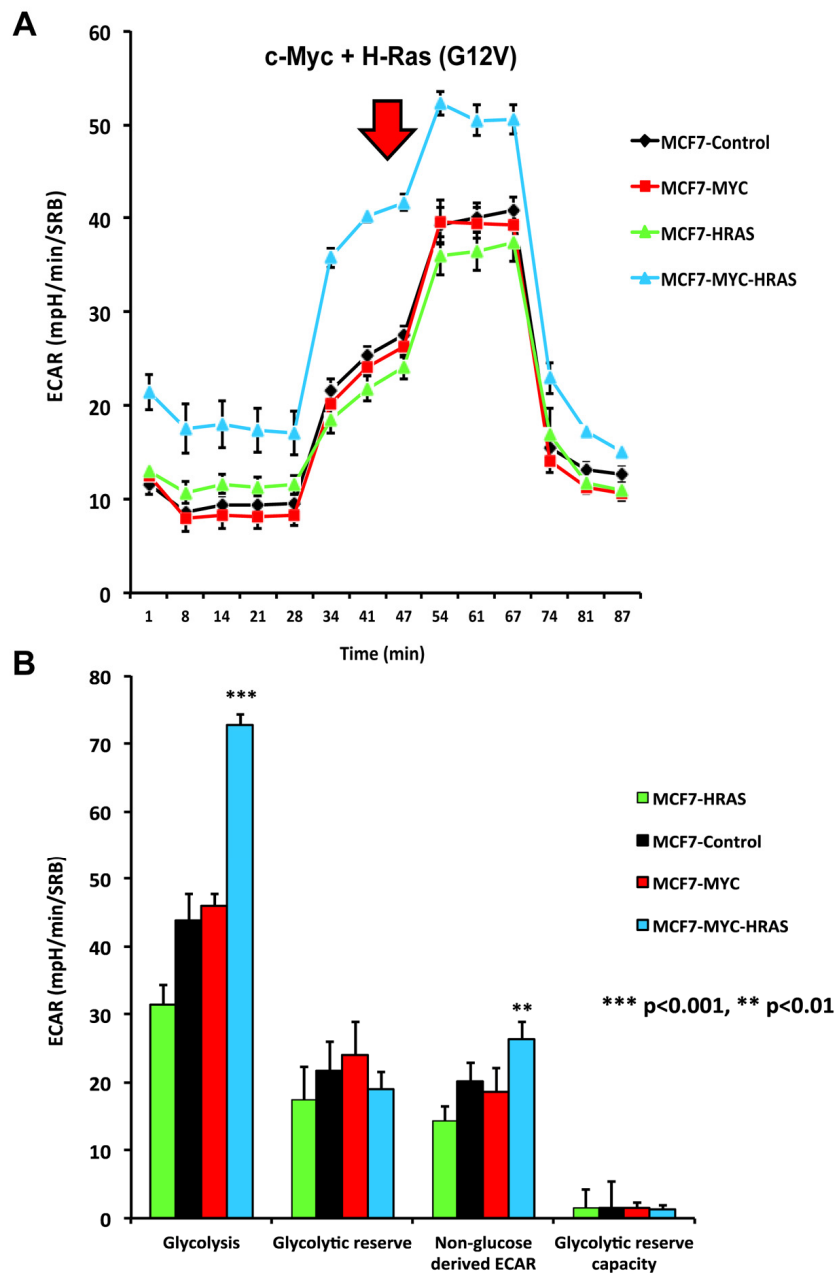 A
c-Myc + H-Ras (G12V)
60
50
40
30
20
10
0
ECAR (mpH/min/SRB)
1 8 14 21 28 34 41 47 54 61 67 74 81 87
Time (min)
MCF7-Control
MCF7-MYC
MCF7-HRAS
MCF7-MYC-HRAS
B
80
70
60
50
40
30
20
10
0
ECAR (mpH/min/SRB)
***
**
MCF7-HRAS
MCF7-Control
MCF7-MYC
MCF7-MYC-HRAS
*** p<0.001, ** p<0.01
Glycolysis Glycolytic reserve Non-glucose Glycolytic reserve
derived ECAR capacity